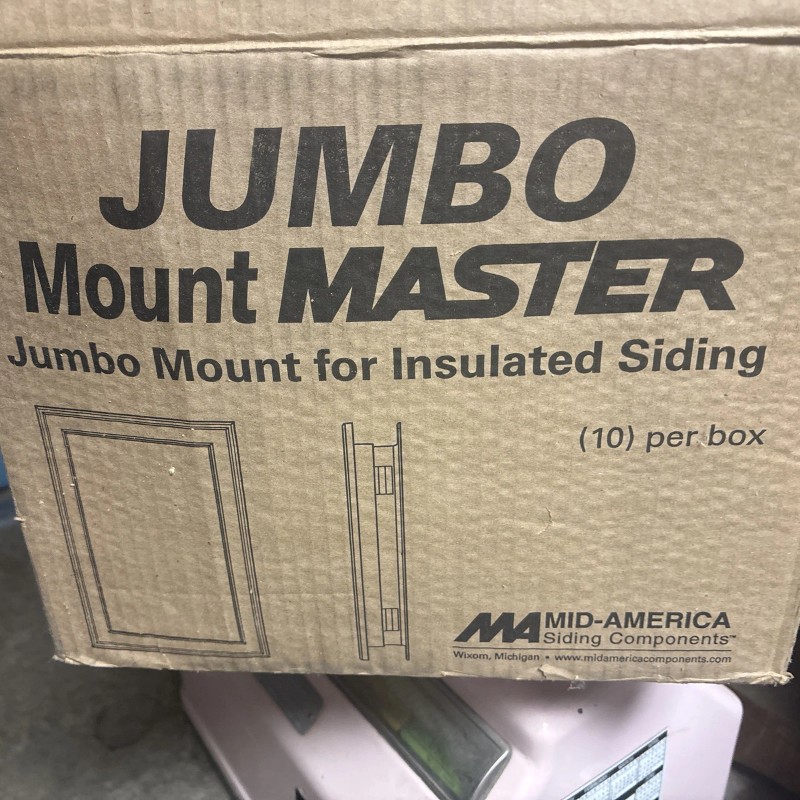 JUMBO
Mount MASTER
Jumbo Mount for Insulated Siding
(10) per box
MA MID-AMERICA
Siding Components™
Wixom, Michigan • www.midamericacomponents.com